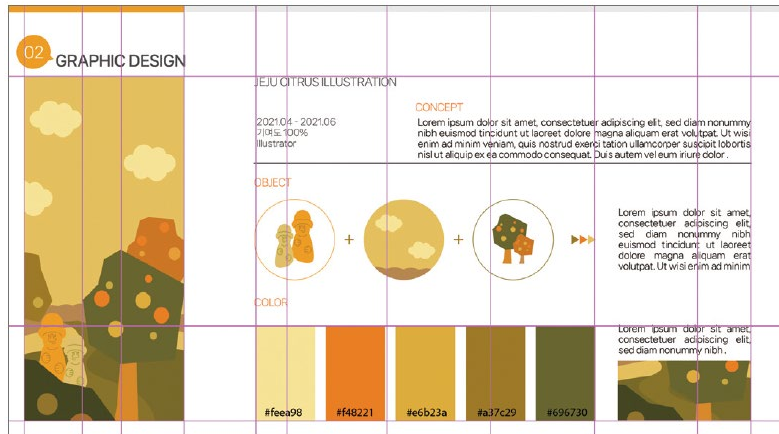 02
GRAPHIC DESIGN
JEJU CITRUS ILLUSTRATION
2021.04 - 2021.06
기여도 100%
Illustrator
CONCEPT
Lorem ipsum dolor sit amet, consectetuer adipiscing elit, sed diam nonummy
nibh euismod tincidunt ut laoreet dolore magna aliquam erat volutpat. Ut wisi
enim ad minim veniam, quis nostrud exerci tation ullamcorper suscipit lobortis
nisl ut aliquip ex ea commodo consequat. Duis autem vel eum iriure dolor .
OBJECT
Lorem ipsum dolor sit amet,
consectetuer adipiscing elit,
sed diam nonummy nibh
euismod tincidunt ut laoreet
dolore magna aliquam erat
volutpat. Ut wisi enim ad minim
COLOR
#feea98
#f48221
#e6b23a
#a37c29
#696730
Lorem ipsum dolor sit amet,
consectetuer adipiscing elit,
sed diam nonummy nibh .